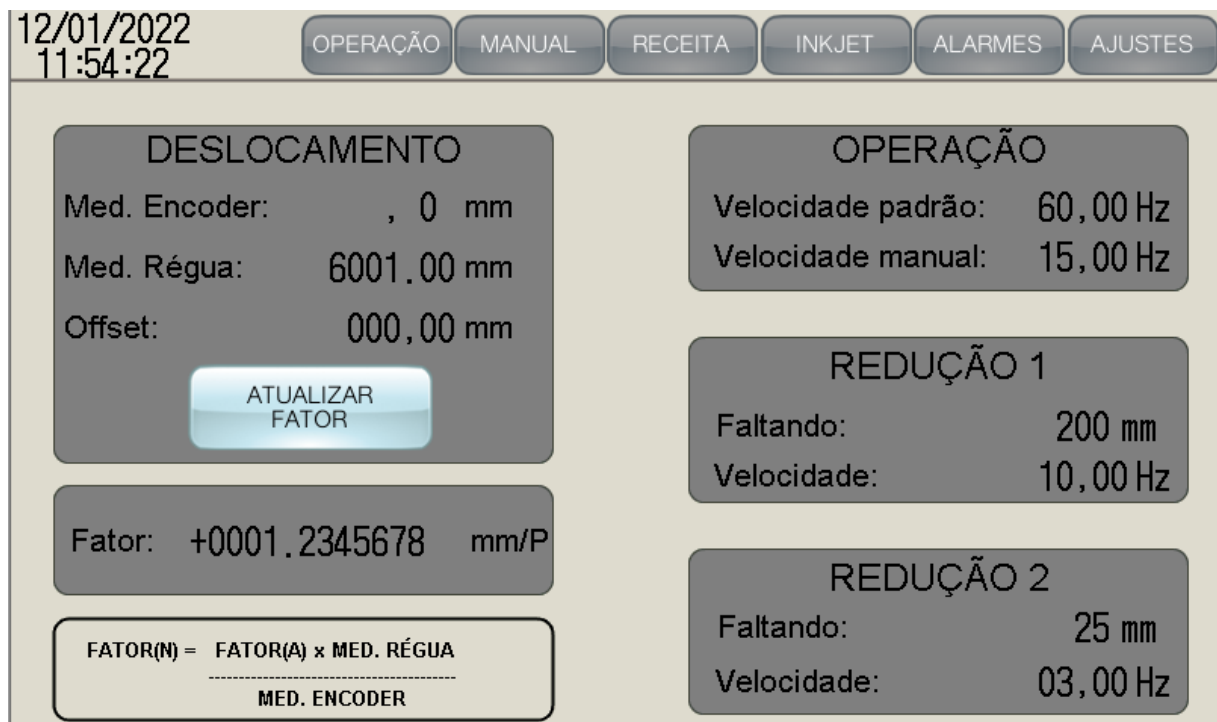 12/01/2022
11:54:22
OPERAÇÃO MANUAL RECEITA INKJET ALARMES AJUSTES
DESLOCAMENTO
Med. Encoder: , 0 mm
Med. Régua: 6001.00 mm
Offset: 000,00 mm
ATUALIZAR
FATOR
Fator: +0001.2345678 mm/P
FATOR(N) = FATOR(A) x MED. RÉGUA
-----------------------------------------
MED. ENCODER
OPERAÇÃO
Velocidade padrão: 60,00 Hz
Velocidade manual: 15,00 Hz
REDUÇÃO 1
Faltando: 200 mm
Velocidade: 10,00 Hz
REDUÇÃO 2
Faltando: 25 mm
Velocidade: 03,00 Hz